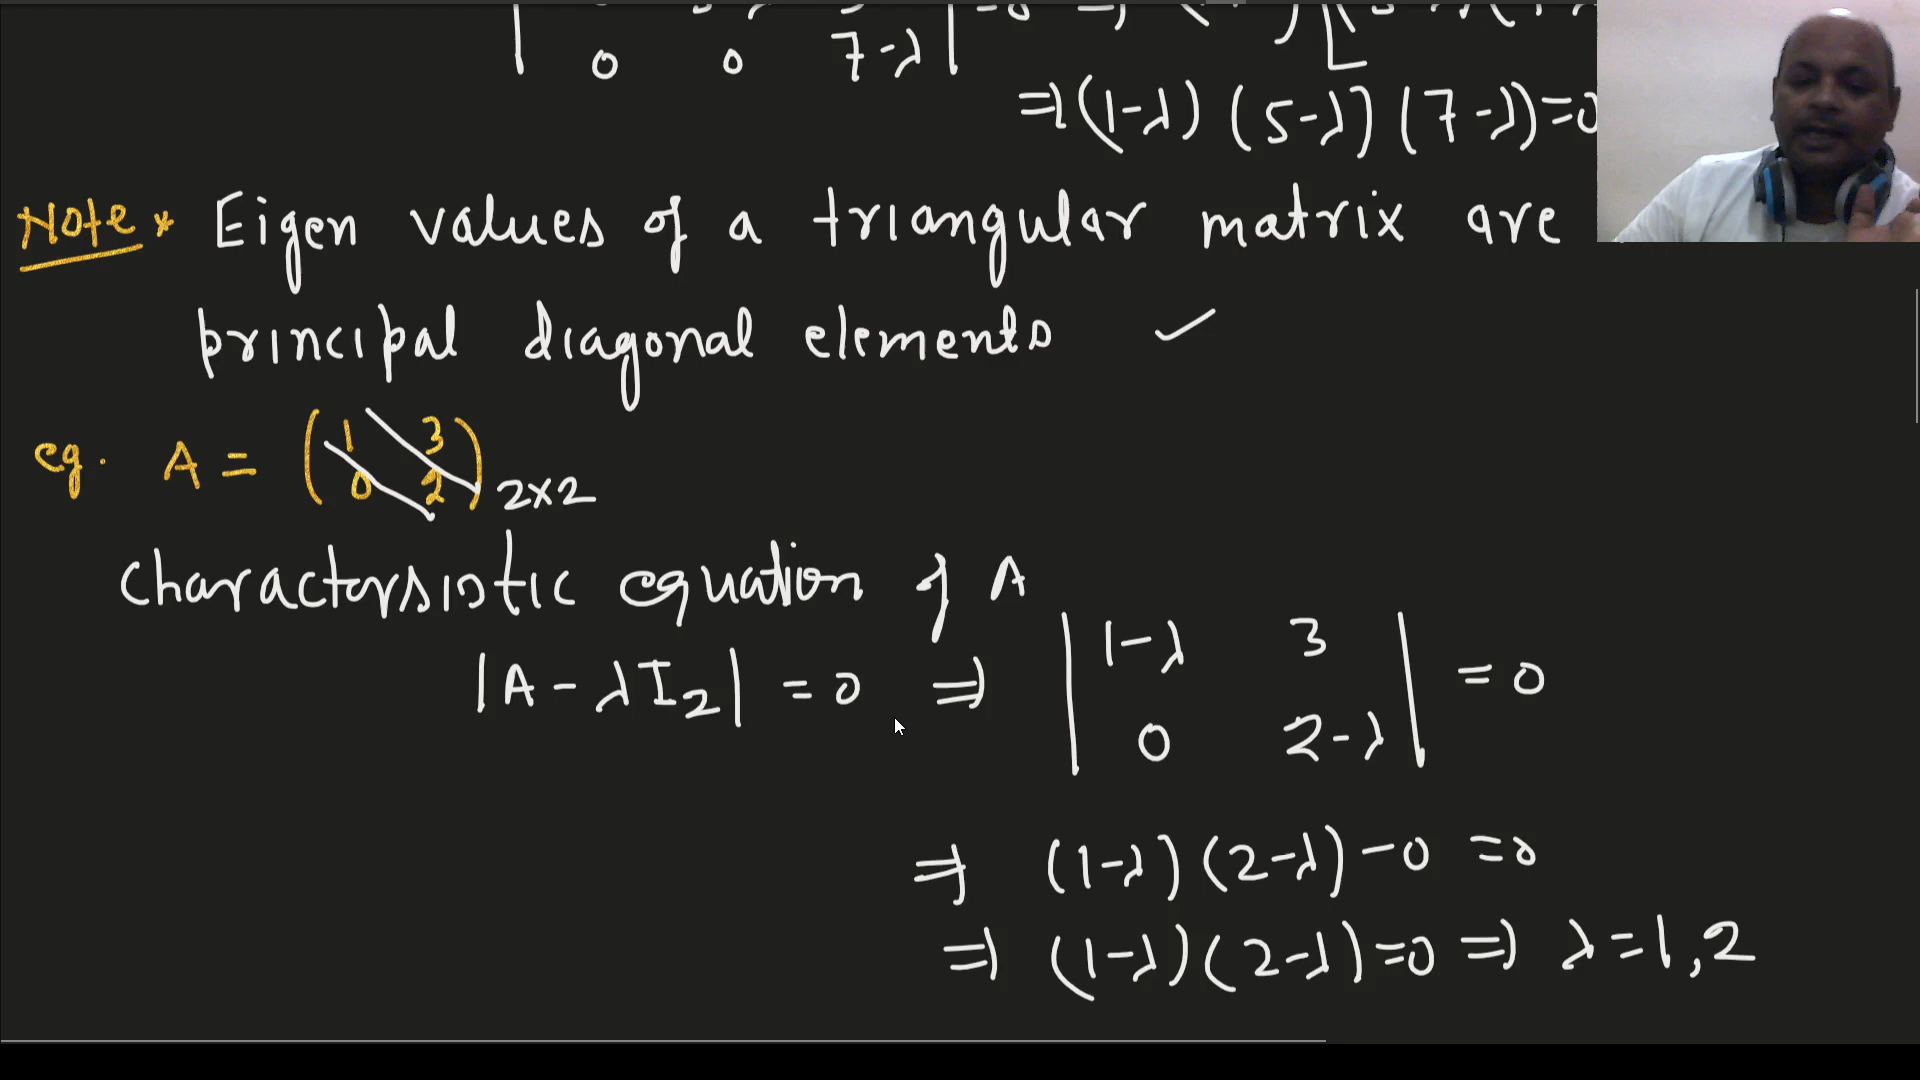 0 0 7-λ
⇒ (1-λ) (5-λ) (7-λ)=0
Note * Eigen values of a triangular matrix are
principal diagonal elements ✓
eg. A = (1 3
0 2) 2×2
Charactorsistic equation of A
|A - λI₂| = 0 ⇒ |1-λ 3
0 2-λ| = 0
⇒ (1-λ)(2-λ)-0 =0
⇒ (1-λ)(2-λ)=0 ⇒ λ=1,2